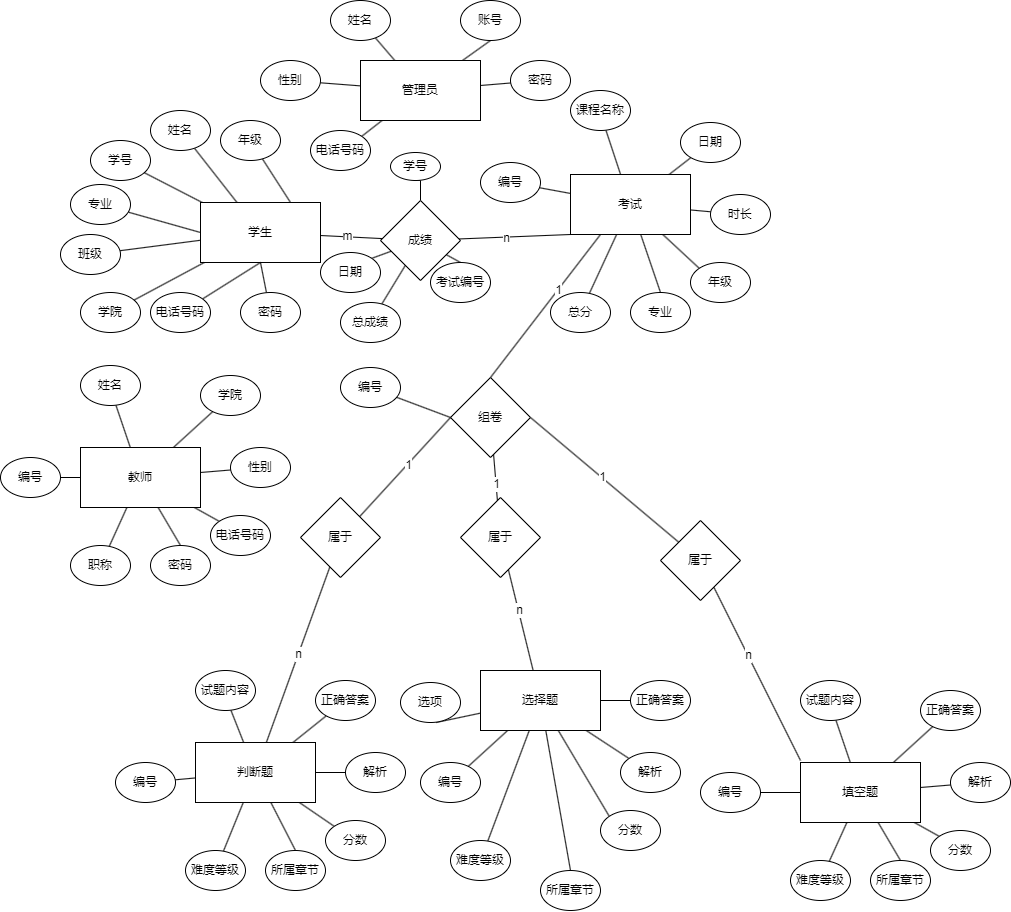 姓名
账号
性别
管理员
密码
电话号码
课程名称
日期
姓名
年级
学号
学号
编号
考试
专业
时长
学生
m
成绩
n
班级
日期
考试编号
年级
1
学院
电话号码
密码
总成绩
总分
专业
姓名
学院
编号
组卷
编号
教师
性别
1
1
1
职称
密码
电话号码
属于
属于
属于
n
n
n
试题内容
正确答案
编号
判断题
解析
难度等级
所属章节
分数
选项
选择题
正确答案
编号
解析
难度等级
分数
所属章节
试题内容
正确答案
编号
填空题
解析
难度等级
所属章节
分数